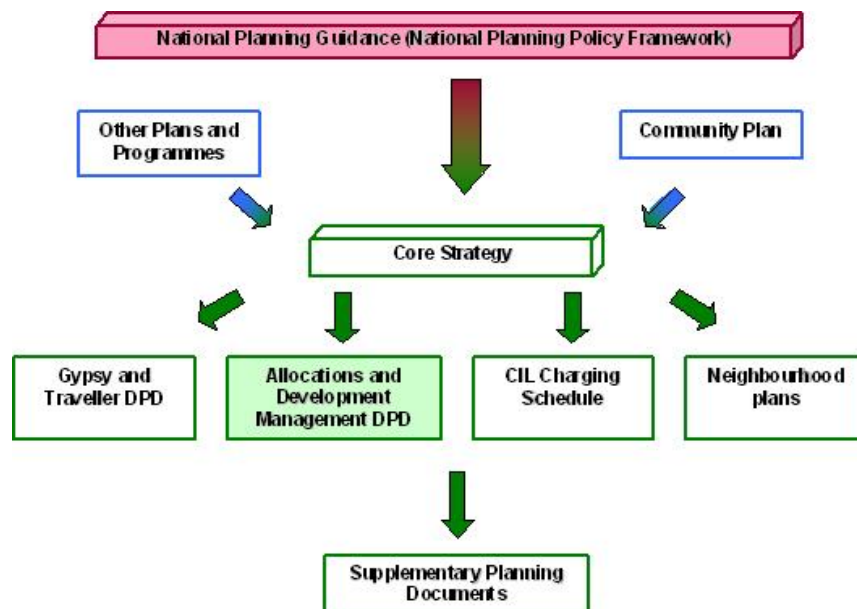 National Planning Guidance (National Planning Policy Framework)
Other Plans and
Programmes
Community Plan
Core Strategy
Gypsy and
Traveller DPD
Allocations and
Development
Management DPD
CIL Charging
Schedule
Neighbourhood
plans
Supplementary Planning
Documents